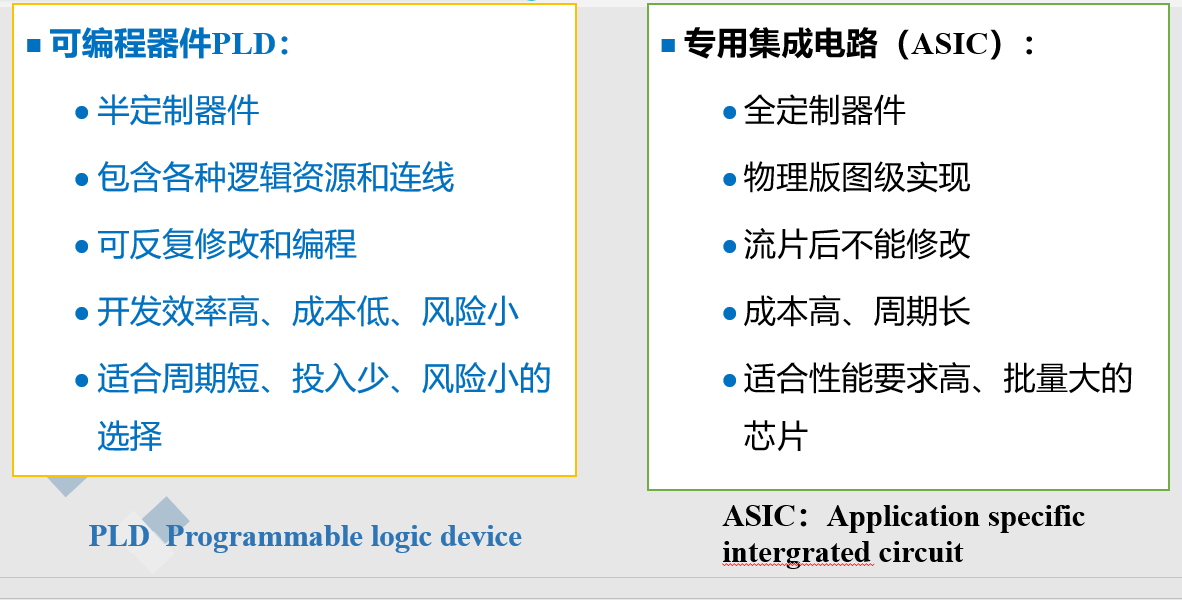 可编程器件PLD：
半定制器件
包含各种逻辑资源和连线
可反复修改和编程
开发效率高、成本低、风险小
适合周期短、投入少、风险小的
选择
PLD Programmable logic device
专用集成电路（ASIC）：
全定制器件
物理版图级实现
流片后不能修改
成本高、周期长
适合性能要求高、批量大的
芯片
ASIC：Application specific
intergrated circuit